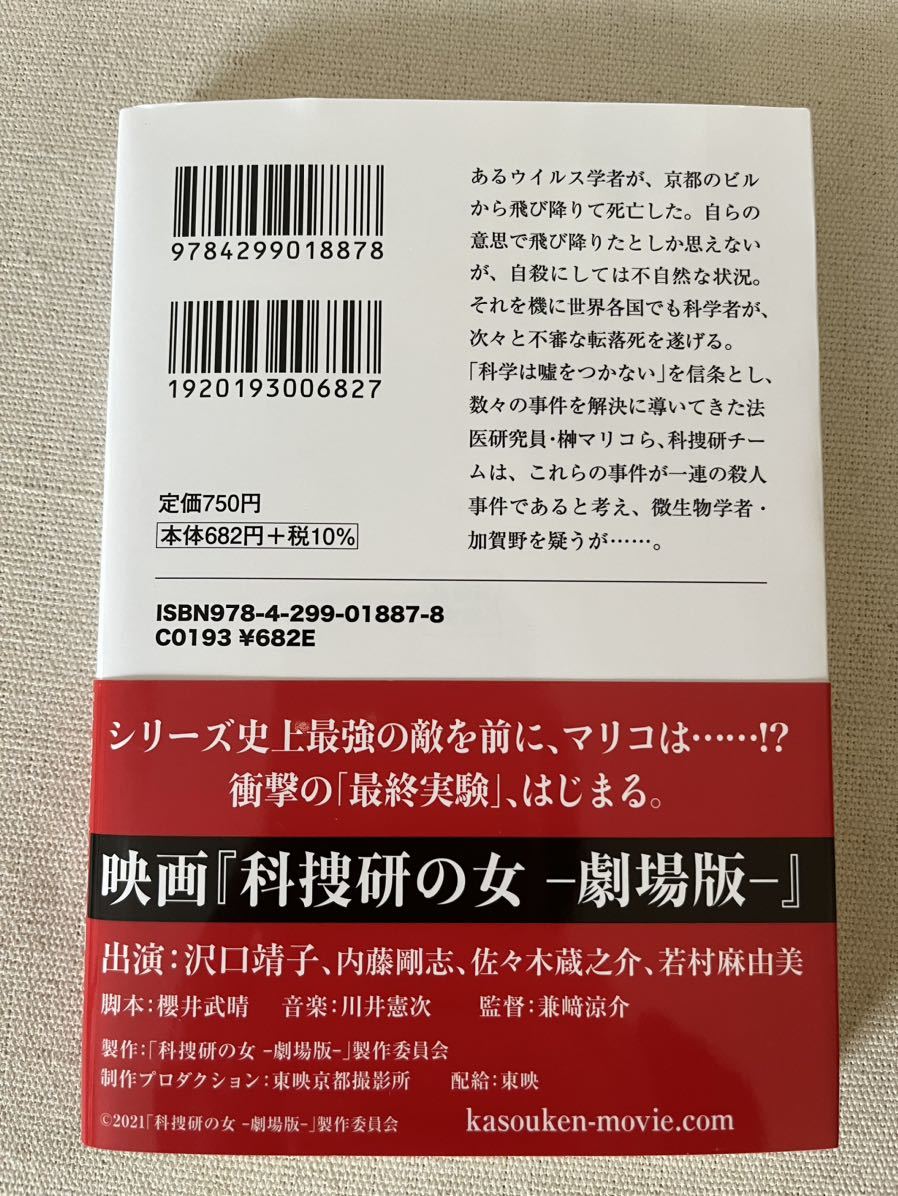 9784299018878
1920193006827
定価750円
本体682円+税10%
あるウイルス学者が、京都のビル
から飛び降りて死亡した。自らの
意思で飛び降りたとしか思えない
が、自殺にしては不自然な状況。
それを機に世界各国でも科学者が、
次々と不審な転落死を遂げる。
「科学は嘘をつかない」を信条とし、
数々の事件を解決に導いてきた法
医研究員・榊マリコら、科捜研チー
ムは、これらの事件が一連の殺人
事件であると考え、微生物学者・
加賀野を疑うが……。
ISBN978-4-299-01887-8
C0193 ¥682E
シリーズ史上最強の敵を前に、マリコは……!?
衝撃の「最終実験」、はじまる。
映画『科捜研の女 –劇場版–』
出演：沢口靖子、内藤剛志、佐々木蔵之介、若村麻由美
脚本：櫻井武晴 音楽：川井憲次 監督：兼﨑涼介
製作：「科捜研の女 –劇場版–」製作委員会
制作プロダクション：東映京都撮影所 配給：東映
©2021「科捜研の女 –劇場版–」製作委員会 kasouken-movie.com